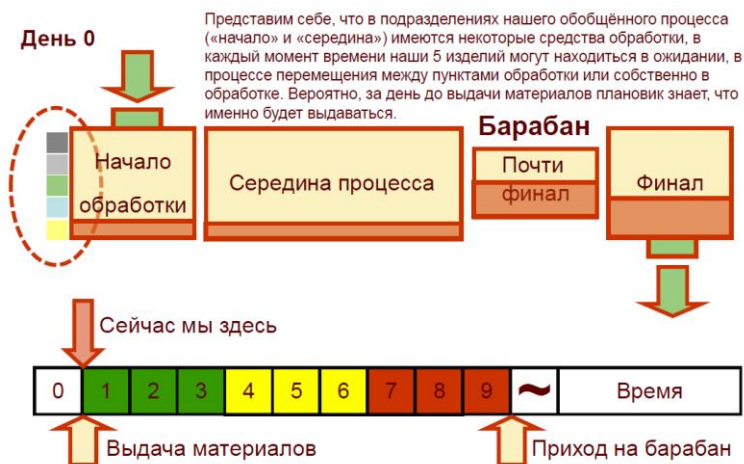 День 0
Представим себе, что в подразделениях нашего обобщённого процесса
(«начало» и «середина») имеются некоторые средства обработки, в
каждый момент времени наши 5 изделий могут находиться в ожидании, в
процессе перемещения между пунктами обработки или собственно в
обработке. Вероятно, за день до выдачи материалов плановик знает, что
именно будет выдаваться.
Барабан
Начало
обработки
Середина процесса
Почти
финал
Финал
Сейчас мы здесь
0 1 2 3 4 5 6 7 8 9 ~ Время
Выдача материалов
Приход на барабан